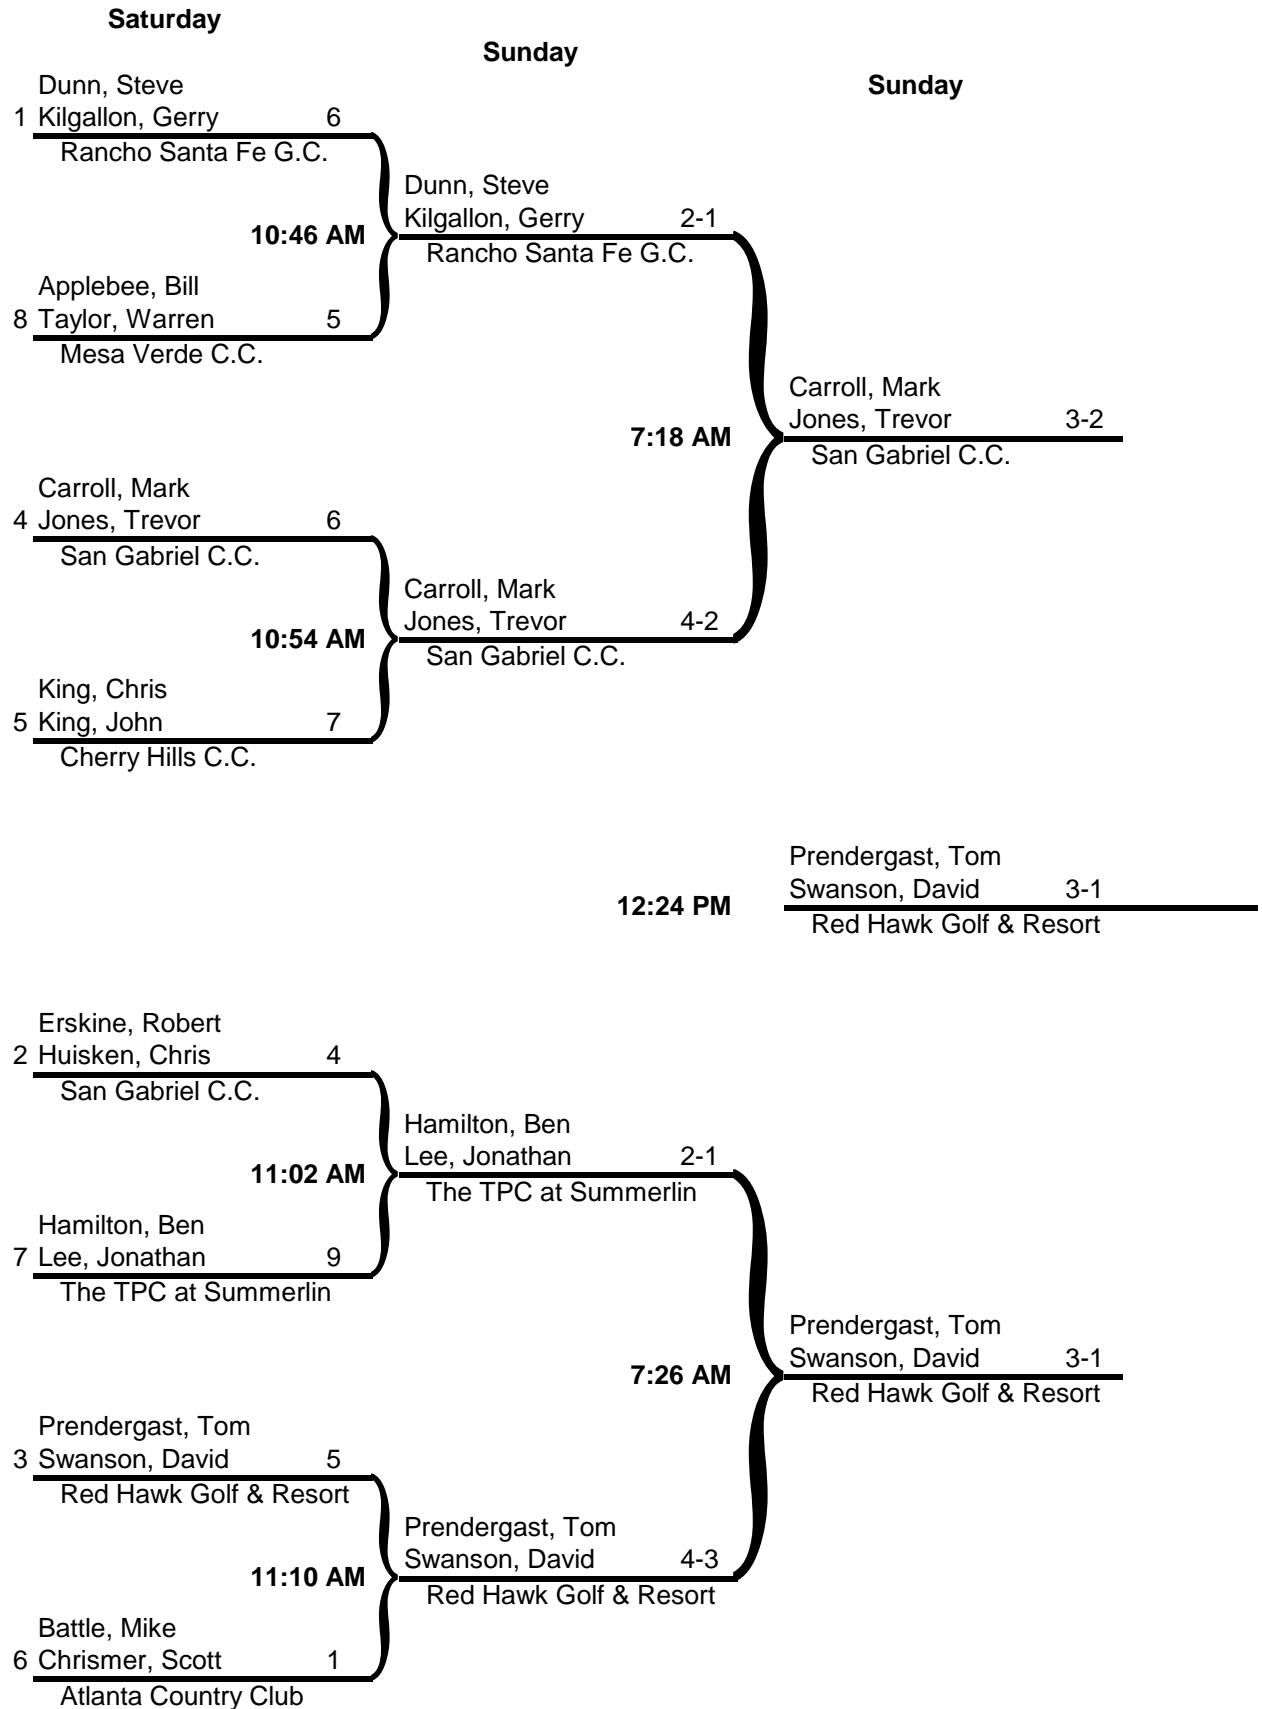 Saturday
Sunday
Sunday
Dunn, Steve
1 Kilgallon, Gerry 6
Rancho Santa Fe G.C.
Dunn, Steve
Kilgallon, Gerry 2-1
10:46 AM
Rancho Santa Fe G.C.
Applebee, Bill
8 Taylor, Warren 5
Mesa Verde C.C.
Carroll, Mark
Jones, Trevor 3-2
7:18 AM
San Gabriel C.C.
Carroll, Mark
4 Jones, Trevor 6
San Gabriel C.C.
Carroll, Mark
Jones, Trevor 4-2
10:54 AM
San Gabriel C.C.
King, Chris
5 King, John 7
Cherry Hills C.C.
Prendergast, Tom
Swanson, David 3-1
12:24 PM
Red Hawk Golf & Resort
Erskine, Robert
2 Huisken, Chris 4
San Gabriel C.C.
Hamilton, Ben
Lee, Jonathan 2-1
11:02 AM
The TPC at Summerlin
Hamilton, Ben
7 Lee, Jonathan 9
The TPC at Summerlin
Prendergast, Tom
Swanson, David 3-1
7:26 AM
Red Hawk Golf & Resort
Prendergast, Tom
3 Swanson, David 5
Red Hawk Golf & Resort
Prendergast, Tom
Swanson, David 4-3
11:10 AM
Red Hawk Golf & Resort
Battle, Mike
6 Chrismer, Scott 1
Atlanta Country Club